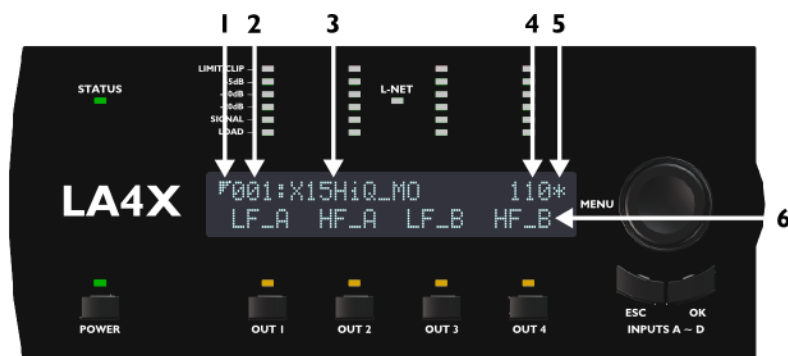 1 2 3 4 5
LIMIT/CLIP
-5dB
SIGNAL
LOAD
STATUS
L-NET
LA4X
001:X15HiQ_MO 110*
LF_A HF_A LF_B HF_B
MENU
6
POWER
OUT 1
OUT 2
OUT 3
OUT 4
ESC OK
INPUTS A ~ D